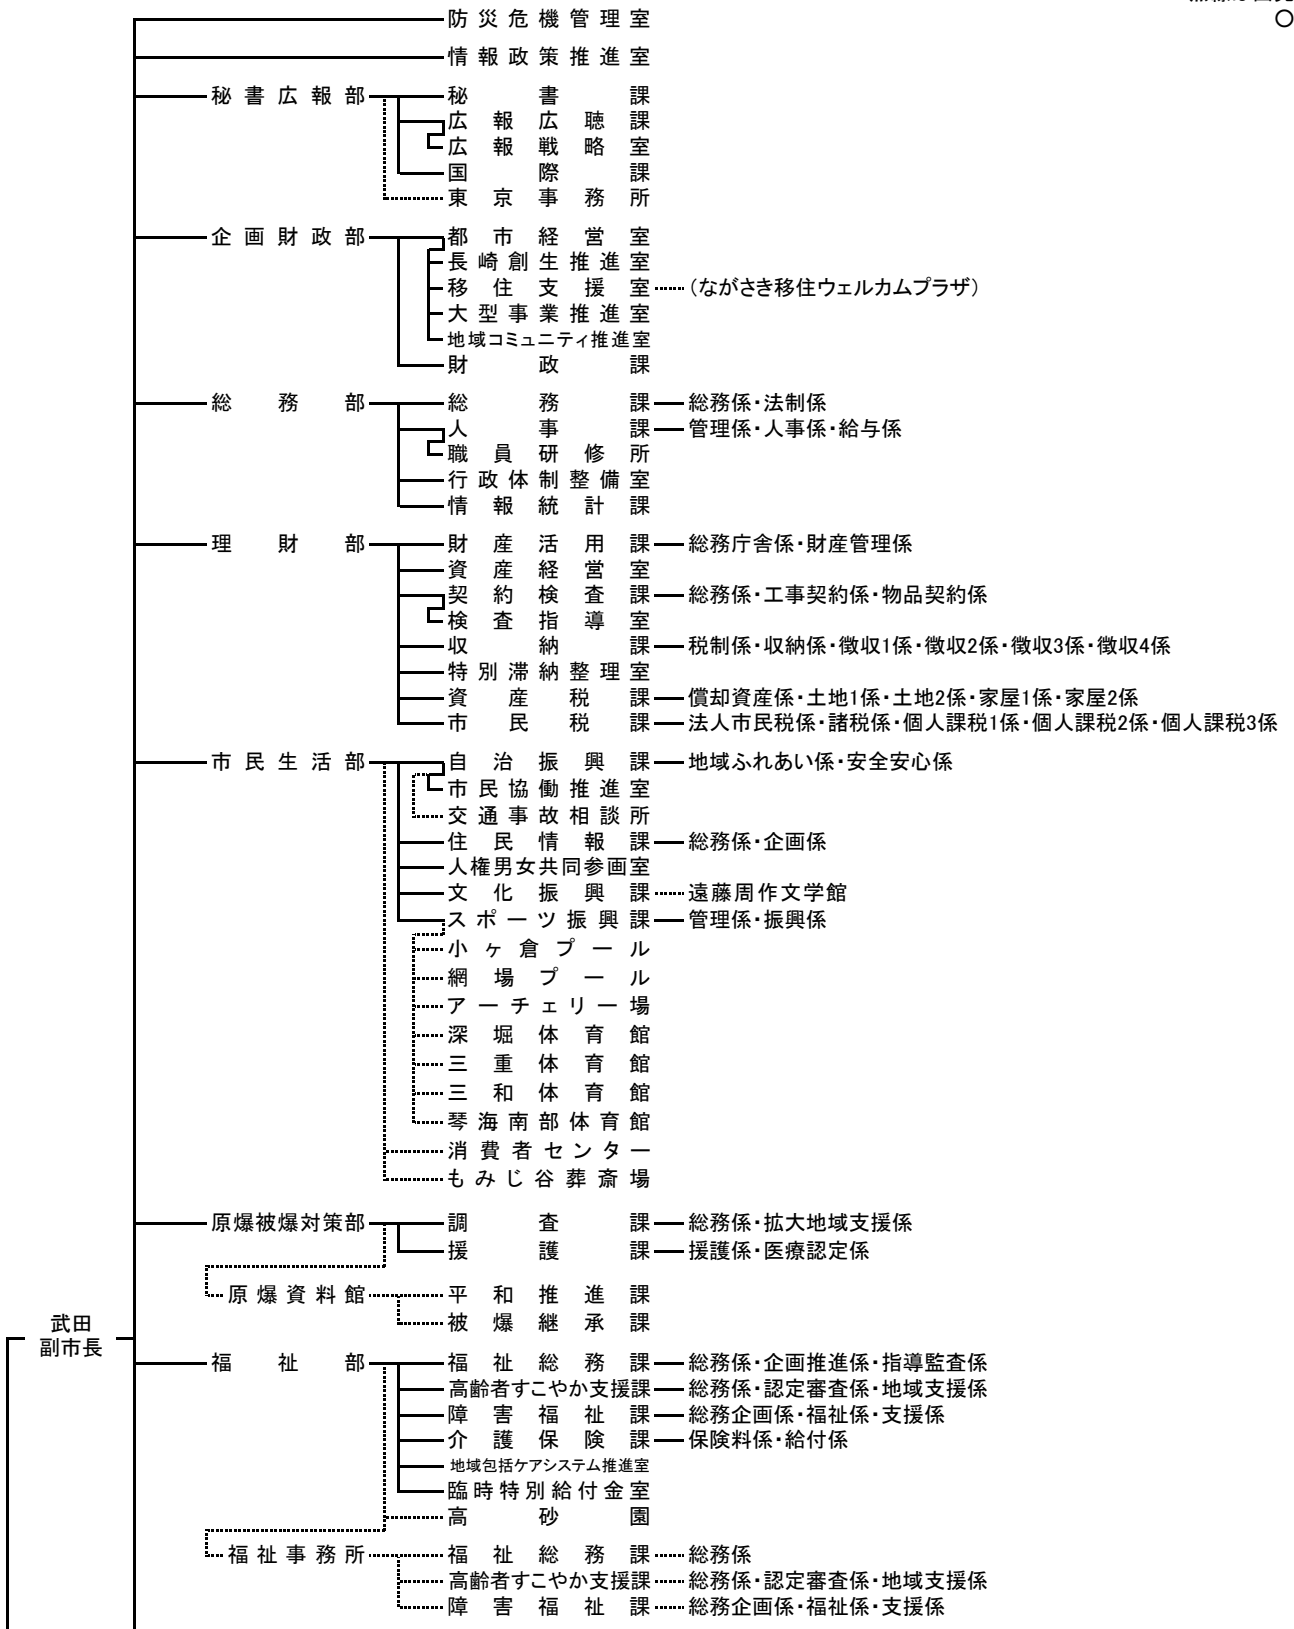 〇
防災危機管理室
情報政策推進室
秘書広報部 秘書課
広報広聴課
広報戦略室
国際課
東京事務所
企画財政部 都市経営室
長崎創生推進室
移住支援室 (ながさき移住ウェルカムプラザ)
大型事業推進室
地域コミュニティ推進室
財政課
総務部 総務課 総務係・法制係
人事課 管理係・人事係・給与係
職員研修所
行政体制整備室
情報統計課
理財部 財産活用課 総務庁舎係・財産管理係
資産経営室
契約検査課 総務係・工事契約係・物品契約係
検査指導室
収納課 税制係・収納係・徴収1係・徴収2係・徴収3係・徴収4係
特別滞納整理室
資産税課 償却資産係・土地1係・土地2係・家屋1係・家屋2係
市民税課 法人市民税係・諸税係・個人課税1係・個人課税2係・個人課税3係
市民生活部 自治振興課 地域ふれあい係・安全安心係
市民協働推進室
交通事故相談所
住民情報課 総務係・企画係
人権男女共同参画室
文化振興課 遠藤周作文学館
スポーツ振興課 管理係・振興係
小ヶ倉プール
網場プール
アーチェリー場
深堀体育館
三重体育館
三和体育館
琴海南部体育館
消費者センター
もみじ谷葬斎場
原爆被爆対策部 調査課 総務係・拡大地域支援係
援護課 援護係・医療認定係
原爆資料館 平和推進課
被爆継承課
武田
副市長
福祉部 福祉総務課 総務係・企画推進係・指導監査係
高齢者すこやか支援課 総務係・認定審査係・地域支援係
障害福祉課 総務企画係・福祉係・支援係
介護保険課 保険料係・給付係
地域包括ケアシステム推進室
臨時特別給付金室
高砂園
福祉事務所 福祉総務課 総務係
高齢者すこやか支援課 総務係・認定審査係・地域支援係
障害福祉課 総務企画係・福祉係・支援係